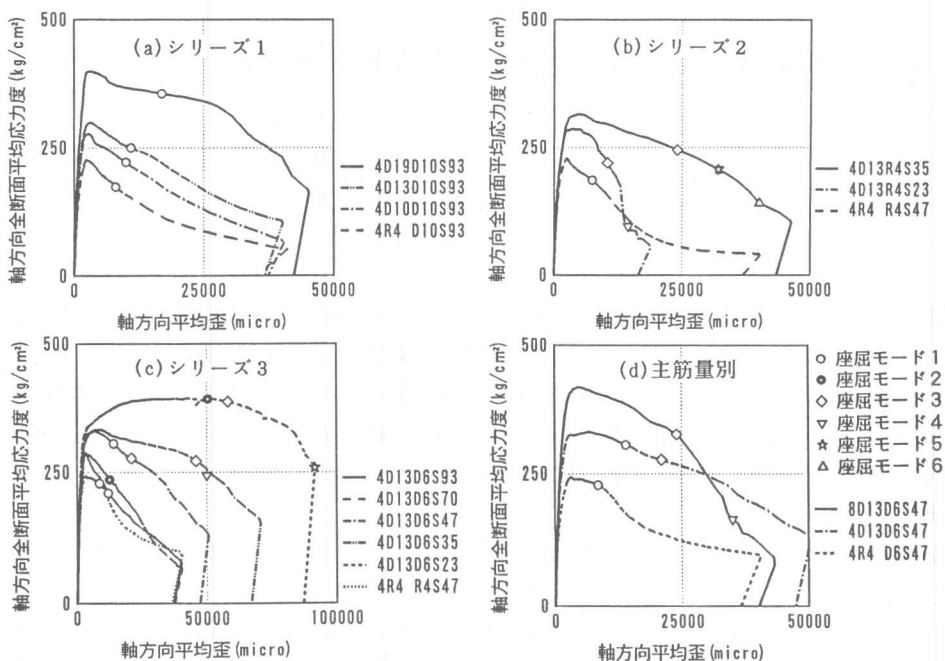 軸方向全断面平均応力度(kg/cm²)
500
250
0
(a)シリーズ1
4D19D10S93
4D13D10S93
4D10D10S93
4R4 D10S93
0
25000
50000
軸方向平均歪(micro)
軸方向全断面平均応力度(kg/cm²)
500
250
0
(b)シリーズ2
4D13R4S35
4D13R4S23
4R4 R4S47
0
25000
50000
軸方向平均歪(micro)
軸方向全断面平均応力度(kg/cm²)
500
250
0
(c)シリーズ3
4D13D6S93
4D13D6S70
4D13D6S47
4D13D6S35
4D13D6S23
4R4 R4S47
0
50000
100000
軸方向平均歪(micro)
軸方向全断面平均応力度(kg/cm²)
500
250
0
(d)主筋量別
座屈モード1
座屈モード2
座屈モード3
座屈モード4
座屈モード5
座屈モード6
8D13D6S47
4D13D6S47
4R4 D6S47
0
25000
50000
軸方向平均歪(micro)